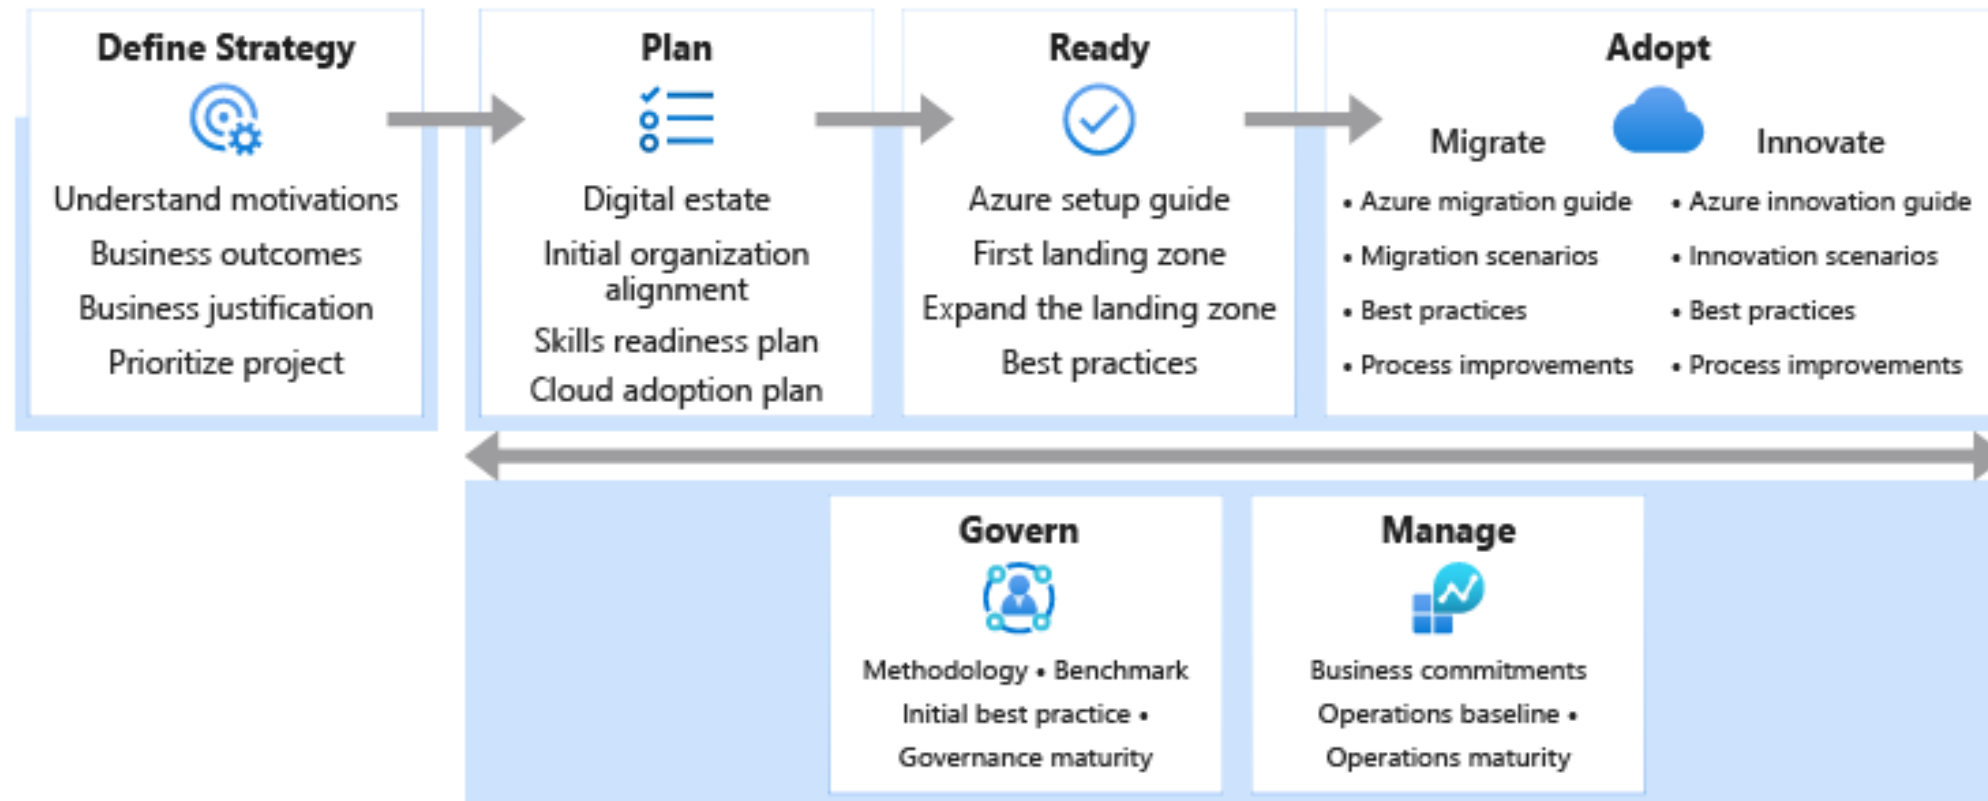 Define Strategy
Understand motivations
Business outcomes
Business justification
Prioritize project
Plan
Digital estate
Initial organization
alignment
Skills readiness plan
Cloud adoption plan
Ready
Azure setup guide
First landing zone
Expand the landing zone
Best practices
Adopt
Migrate
• Azure migration guide
• Migration scenarios
• Best practices
• Process improvements
Innovate
• Azure innovation guide
• Innovation scenarios
• Best practices
• Process improvements
Govern
Methodology • Benchmark
Initial best practice •
Governance maturity
Manage
Business commitments
Operations baseline •
Operations maturity